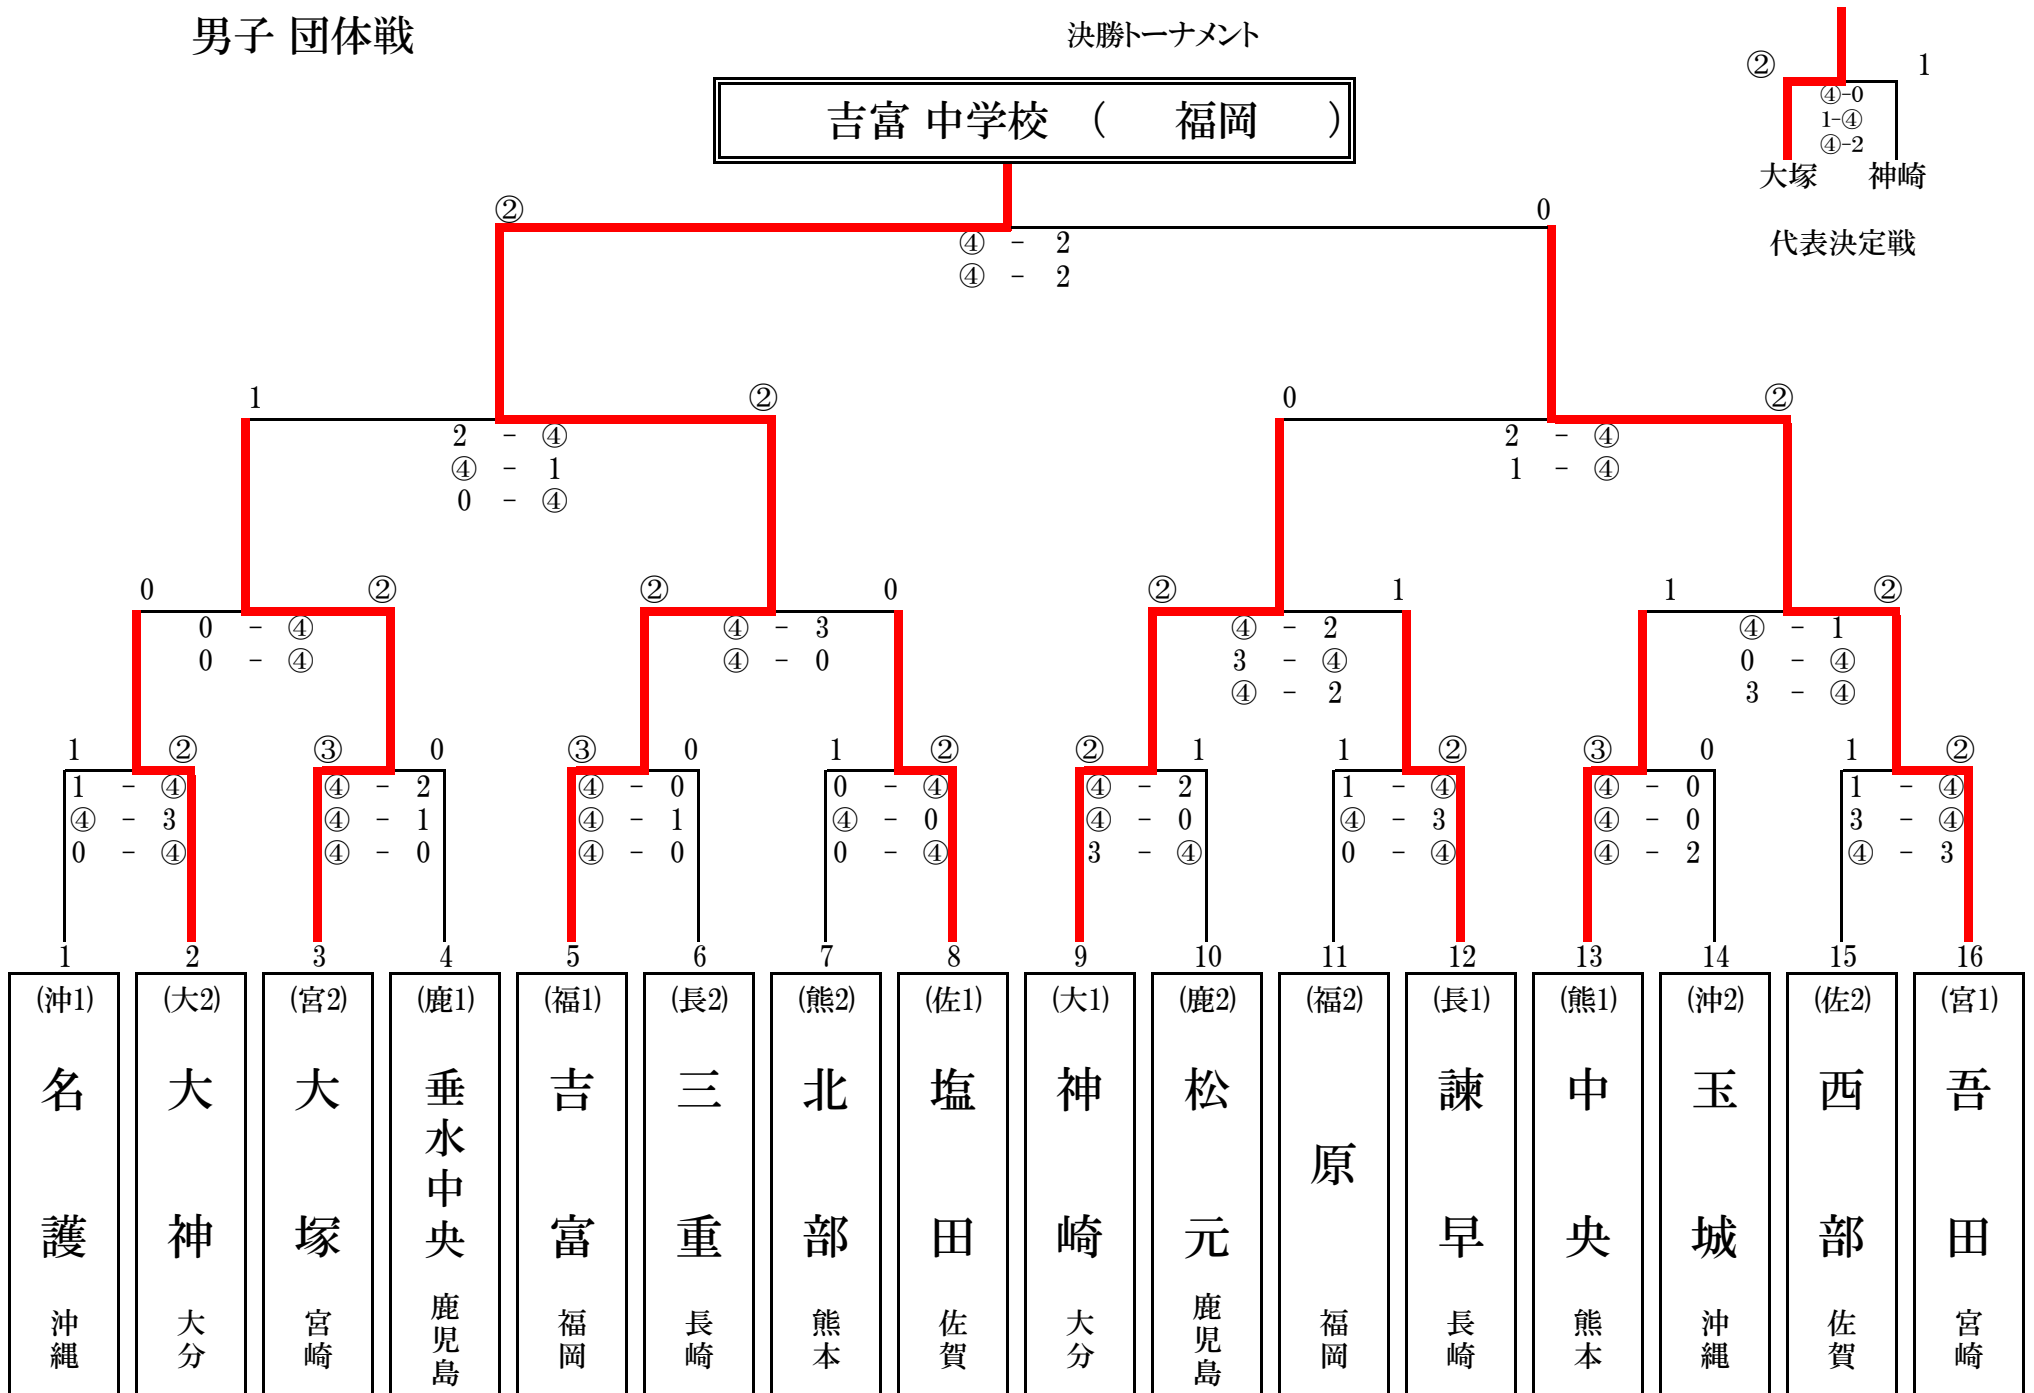 男子 団体戦
決勝トーナメント
吉富 中学校 ( 福岡 )
② 1
④-0
1-④
④-2
大塚 神崎
代表決定戦
② 0
④ - 2
④ - 2
1 ② 0 ②
2 - ④ 2 - ④
④ - 1 1 - ④
0 - ④
0 ② ② 0 ② 1 1 ②
0 - ④ ④ - 3 ④ - 2 ④ - 1
0 - ④ ④ - 0 3 - ④ 0 - ④
④ - 2 3 - ④
1 ② ③ 0 ③ 0 1 ② ② 1 1 ② ③ 0 1 ②
1 - ④ ④ - 2 ④ - 0 0 - ④ ④ - 2 1 - ④ ④ - 0 1 - ④
④ - 3 ④ - 1 ④ - 1 ④ - 0 ④ - 0 ④ - 3 ④ - 0 3 - ④
0 - ④ ④ - 0 ④ - 0 0 - ④ 3 - ④ 0 - ④ ④ - 2 ④ - 3
1 2 3 4 5 6 7 8 9 10 11 12 13 14 15 16
(沖1) (大2) (宮2) (鹿1) (福1) (長2) (熊2) (佐1) (大1) (鹿2) (福2) (長1) (熊1) (沖2) (佐2) (宮1)
名護
大神
大塚
垂水中央
吉富
三重
北部
塩田
神崎
松元
原
諫早
中央
玉城
西部
吾田
沖縄
大分
宮崎
鹿児島
福岡
長崎
熊本
佐賀
大分
鹿児島
福岡
長崎
熊本
沖縄
佐賀
宮崎